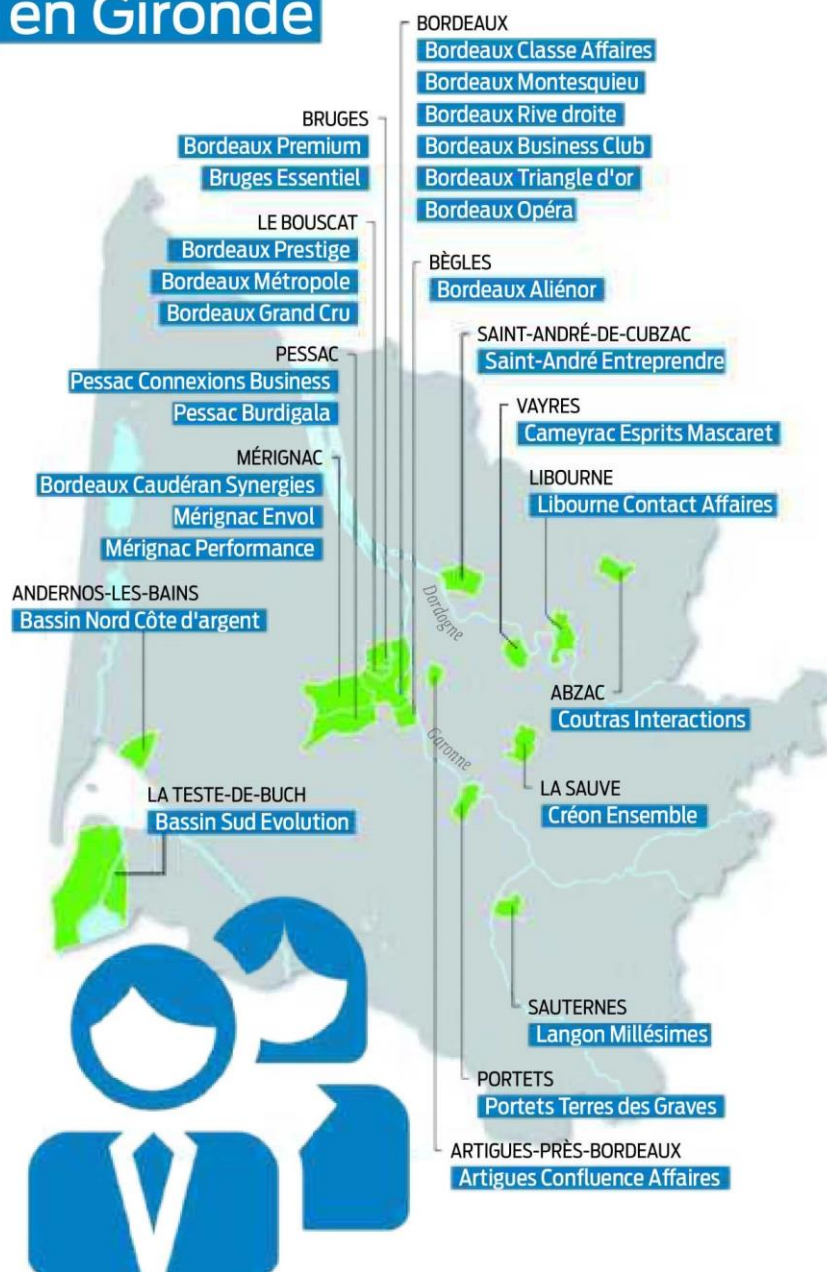 en Gironde
BORDEAUX
Bordeaux Classe Affaires
Bordeaux Montesquieu
Bordeaux Rive droite
Bordeaux Business Club
Bordeaux Triangle d'or
Bordeaux Opéra
BRUGES
Bordeaux Premium
Bruges Essentiel
LE BOUSCAT
Bordeaux Prestige
Bordeaux Métropole
Bordeaux Grand Cru
BÈGLES
Bordeaux Aliénor
PESSAC
Pessac Connexions Business
Pessac Burdigala
SAINT-ANDRÉ-DE-CUBZAC
Saint-André Entreprendre
VAYRES
Cameyrac Esprits Mascaret
MÉRIGNAC
Bordeaux Caudéran Synergies
Mérignac Envol
Mérignac Performance
LIBOURNE
Libourne Contact Affaires
ANDERNOS-LES-BAINS
Bassin Nord Côte d'argent
Dordogne
ABZAC
Coutras Interactions
Garonne
LA TESTE-DE-BUCH
Bassin Sud Evolution
LA SAUVE
Créon Ensemble
SAUTERNES
Langon Millésimes
PORTETS
Portets Terres des Graves
ARTIGUES-PRÈS-BORDEAUX
Artigues Confluence Affaires